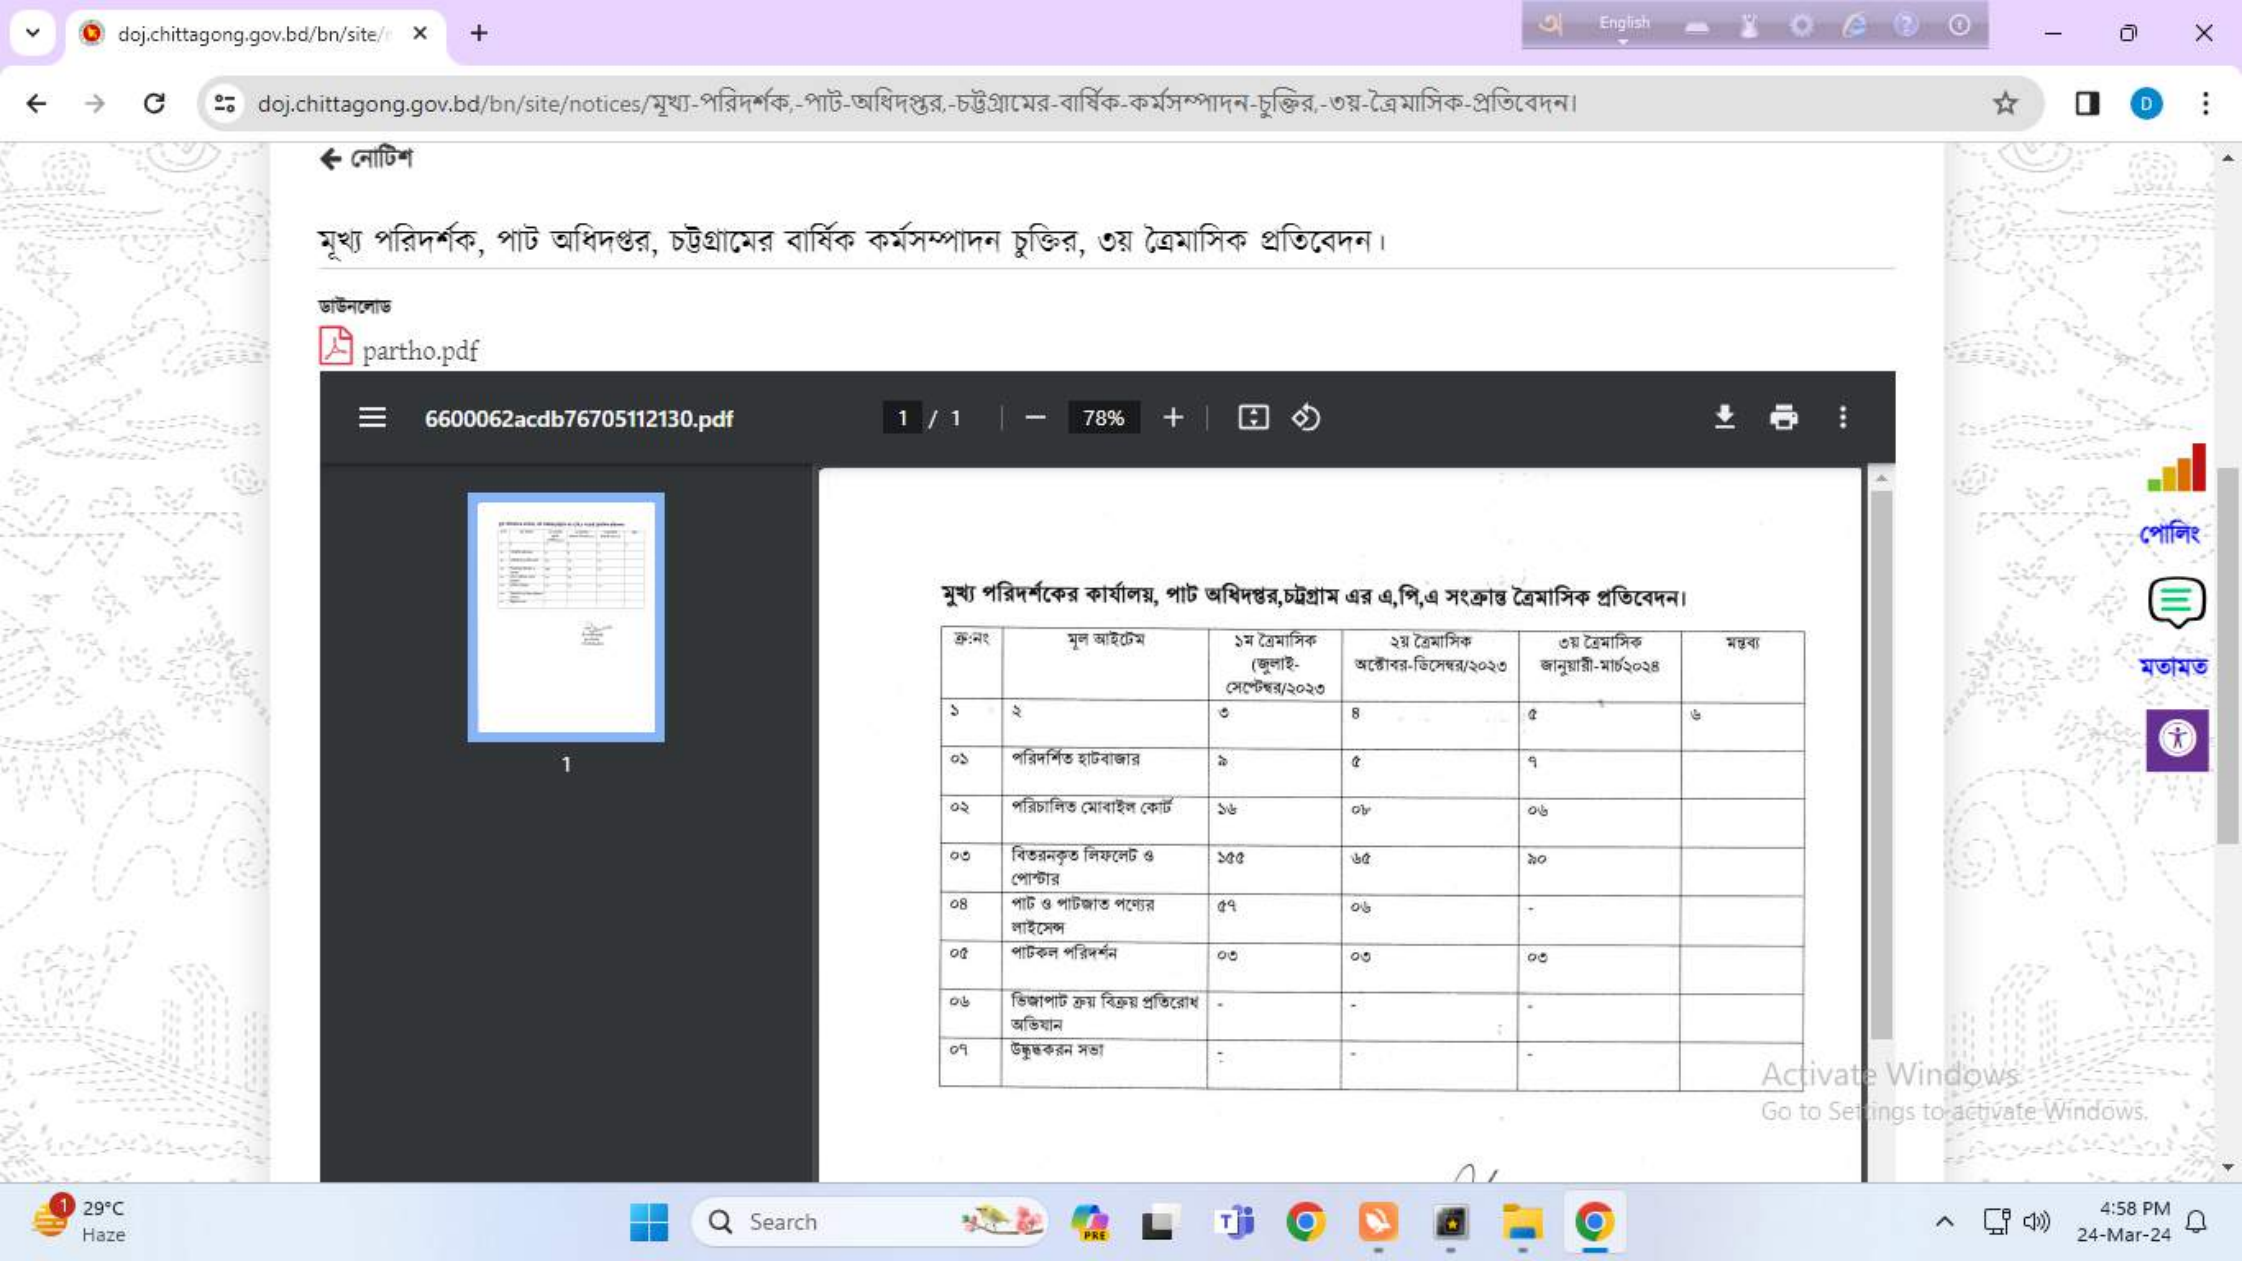 doj.chittagong.gov.bd/bn/site/
English
doj.chittagong.gov.bd/bn/site/notices/মূখ্য-পরিদর্শক,-পাট-অধিদপ্তর,-চট্টগ্রামের-বার্ষিক-কর্মসম্পাদন-চুক্তির,-৩য়-ত্রৈমাসিক-প্রতিবেদন।
D
নোটিশ
মূখ্য পরিদর্শক, পাট অধিদপ্তর, চট্টগ্রামের বার্ষিক কর্মসম্পাদন চুক্তির, ৩য় ত্রৈমাসিক প্রতিবেদন।
ডাউনলোড
partho.pdf
6600062acdb76705112130.pdf 1 / 1 78%
1
মুখ্য পরিদর্শকের কার্যালয়, পাট অধিদপ্তর,চট্টগ্রাম এর এ,পি,এ সংক্রান্ত ত্রৈমাসিক প্রতিবেদন।
ক্র:নং মূল আইটেম ১ম ত্রৈমাসিক (জুলাই-সেপ্টেম্বর/২০২৩ ২য় ত্রৈমাসিক অক্টোবর-ডিসেম্বর/২০২৩ ৩য় ত্রৈমাসিক জানুয়ারী-মার্চ২০২৪ মন্তব্য
১ ২ ৩ ৪ ৫ ৬
০১ পরিদর্শিত হাটবাজার ৯ ৫ ৭
০২ পরিচালিত মোবাইল কোর্ট ১৬ ০৮ ০৬
০৩ বিতরনকৃত লিফলেট ও পোস্টার ১৫৫ ৬৫ ৯০
০৪ পাট ও পাটজাত পণ্যের লাইসেন্স ৫৭ ০৬ -
০৫ পাটকল পরিদর্শন ০৩ ০৩ ০৩
০৬ ভিজাপাট ক্রয় বিক্রয় প্রতিরোধ অভিযান - - -
০৭ উদ্ধুদ্ধকরন সভা - - -
পোলিং
মতামত
Activate Windows
Go to Settings to activate Windows.
1
29°C
Haze
Search
PRE
4:58 PM
24-Mar-24